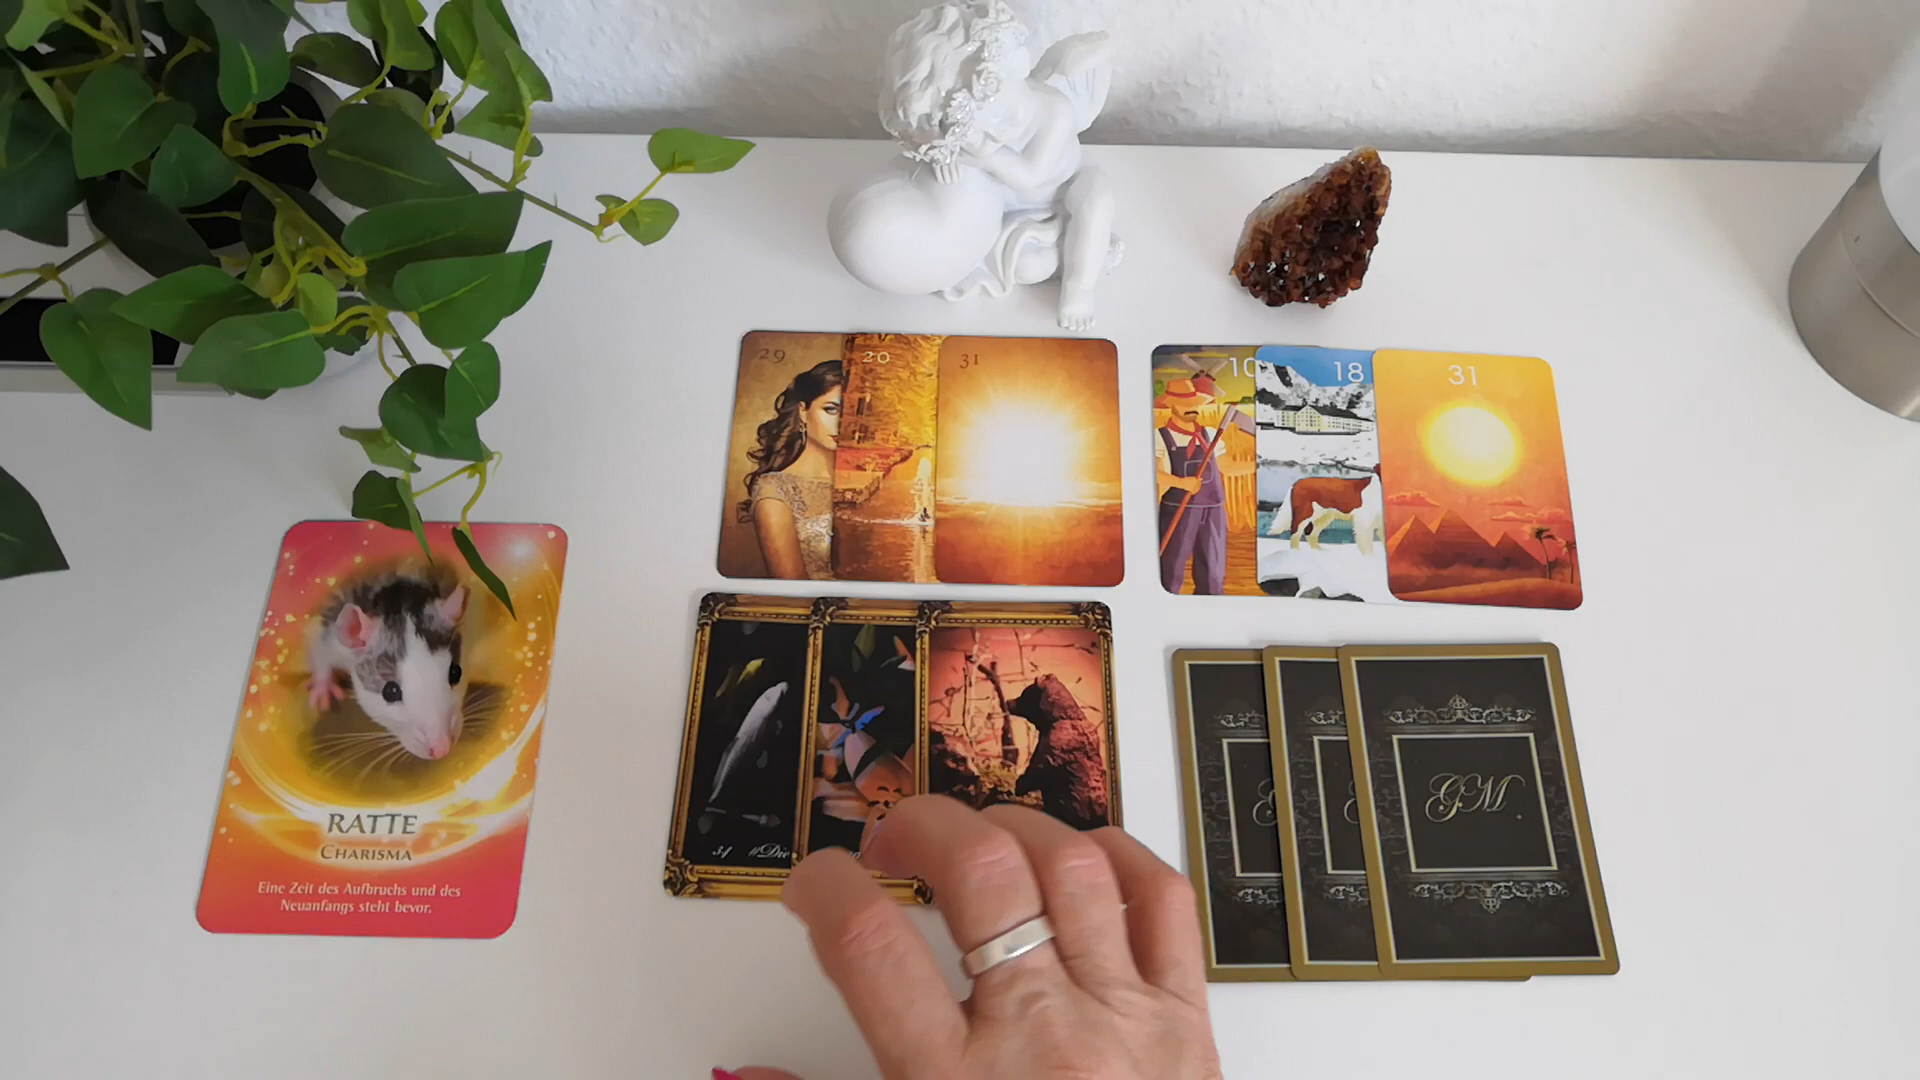 29
20
31
10
18
31
RATTE
CHARISMA
Eine Zeit des Aufbruchs und des
Neuanfangs steht bevor.
34 #Die
GM